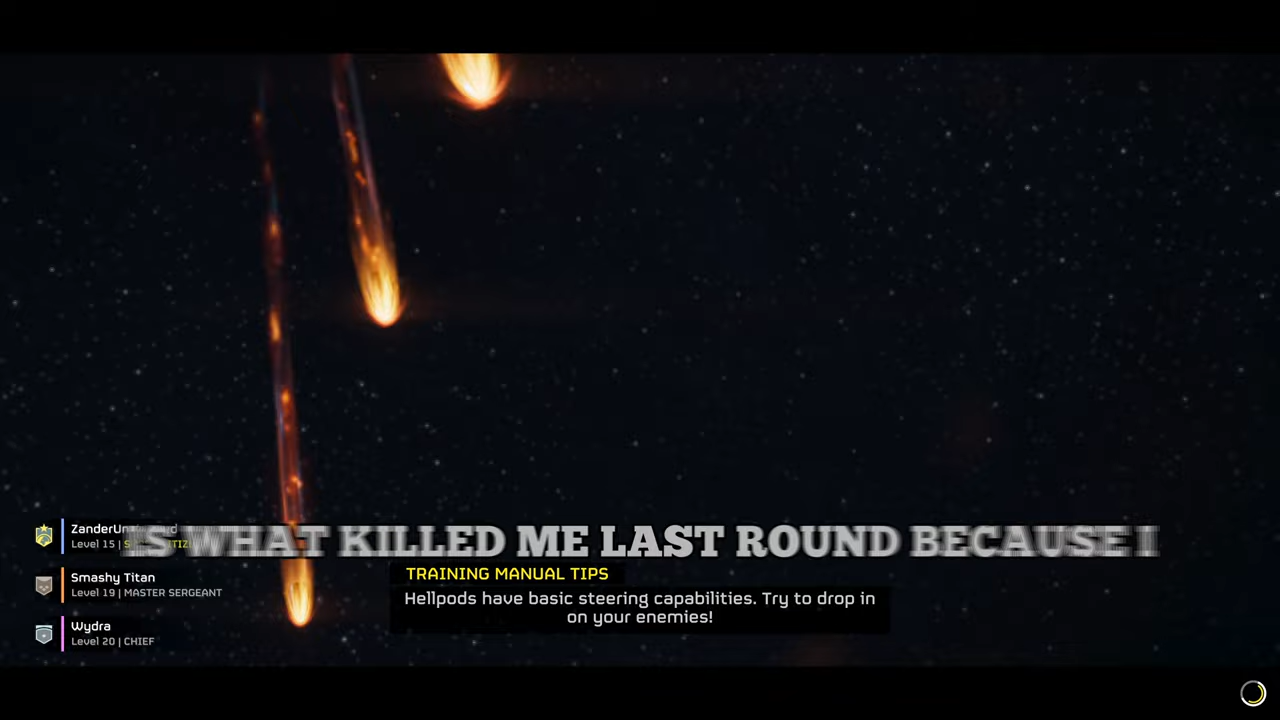 Level 15 |
IS WHAT KILLED ME LAST ROUND BECAUSE I
TRAINING MANUAL TIPS
Smashy Titan
Level 19 | MASTER SERGEANT
Hellpods have basic steering capabilities. Try to drop in
on your enemies!
Wydra
Level 20 | CHIEF